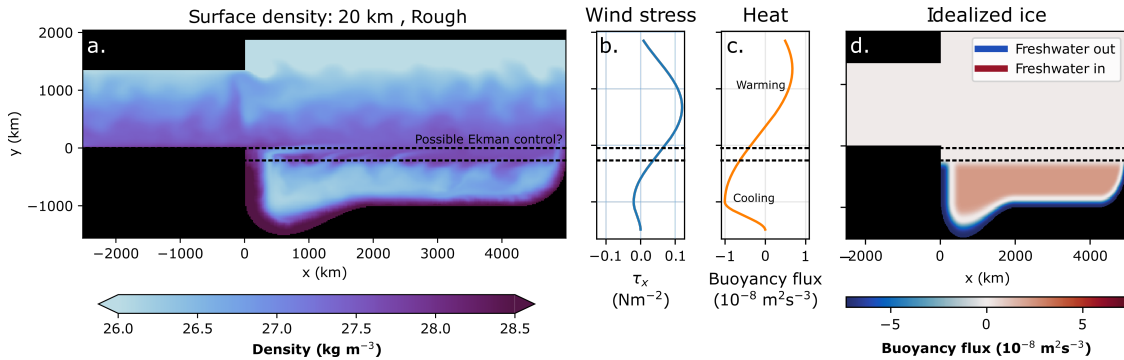 Surface density: 20 km , Rough
a.
2000
1000
0
−1000
y (km)
Possible Ekman control?
−2000
−1000
0
1000
2000
3000
4000
x (km)
26.0
26.5
27.0
27.5
28.0
28.5
Density (kg m⁻³)
Wind stress
b.
−0.1
0.0
0.1
τₓ
(Nm⁻²)
Heat
c.
Warming
Cooling
−1
0
1
Buoyancy flux
(10⁻⁸ m²s⁻³)
Idealized ice
d.
Freshwater out
Freshwater in
−2000
0
2000
4000
x (km)
−5
0
5
Buoyancy flux (10⁻⁸ m²s⁻³)